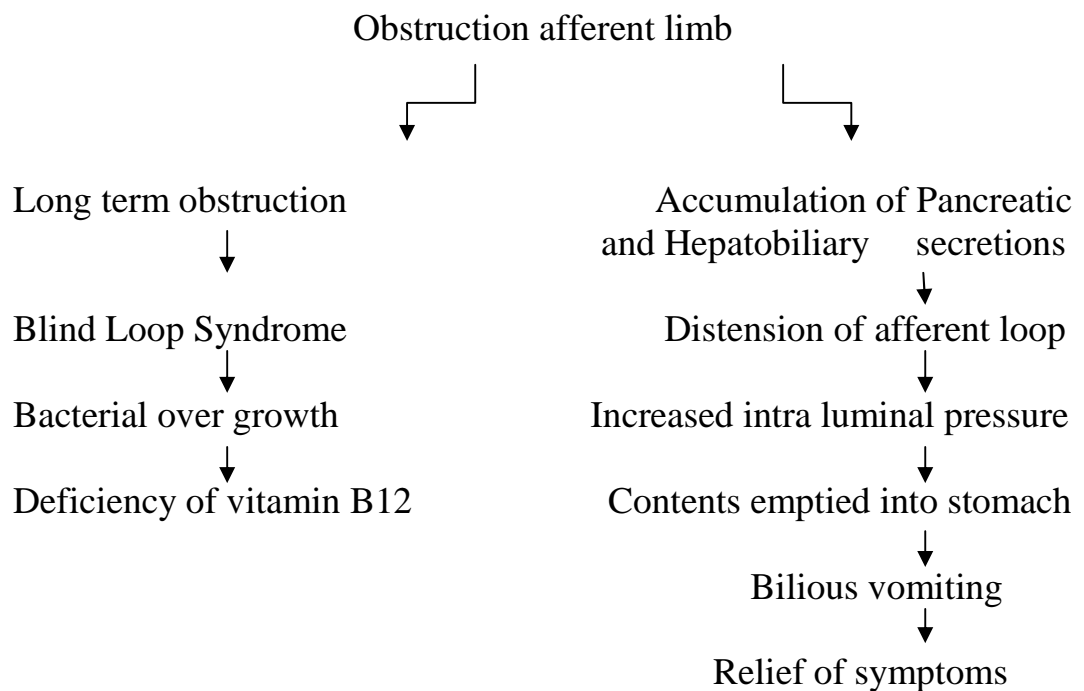 Obstruction afferent limb
Long term obstruction
Blind Loop Syndrome
Bacterial over growth
Deficiency of vitamin B12
Accumulation of Pancreatic
and Hepatobiliary secretions
Distension of afferent loop
Increased intra luminal pressure
Contents emptied into stomach
Bilious vomiting
Relief of symptoms